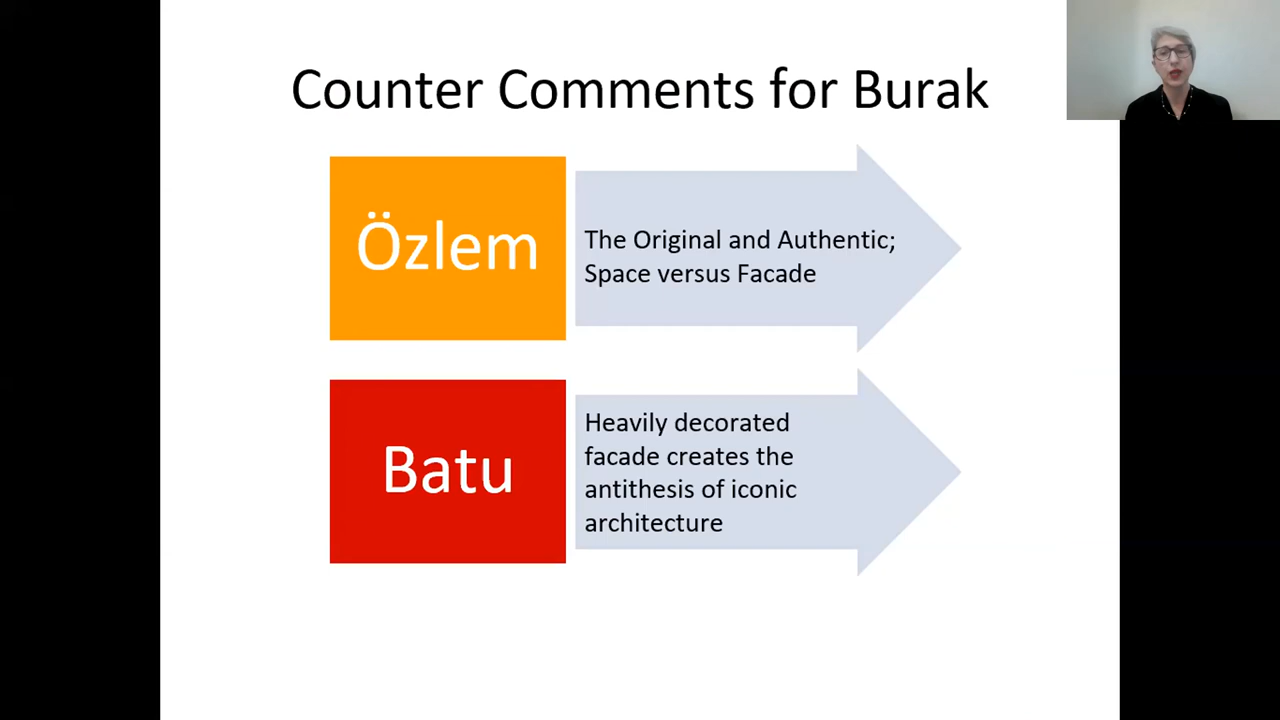 Counter Comments for Burak
Özlem
The Original and Authentic;
Space versus Facade
Batu
Heavily decorated
facade creates the
antithesis of iconic
architecture